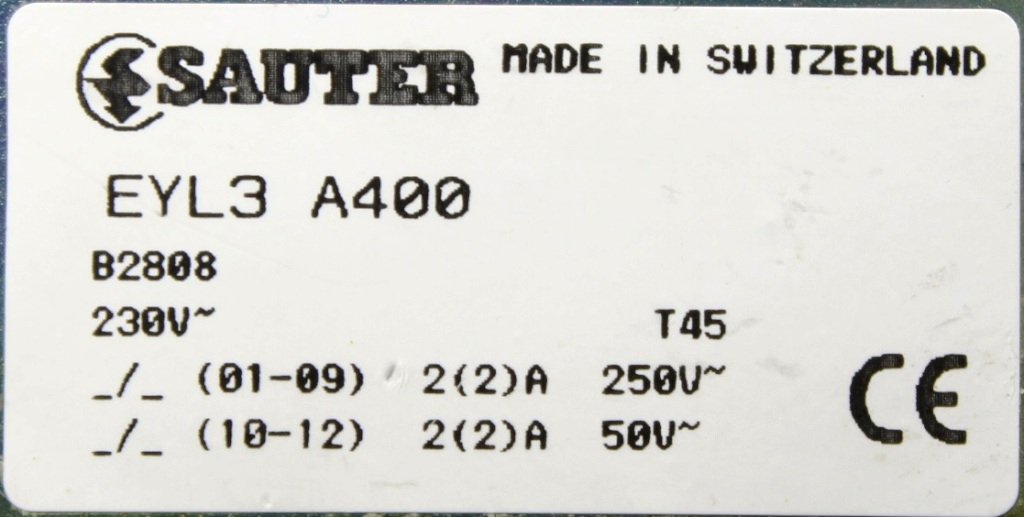 SAUTER MADE IN SWITZERLAND
EYL3 A400
B2808
230V~ T45
_/_ (01-09) 2(2)A 250V~
_/_ (10-12) 2(2)A 50V~
CE